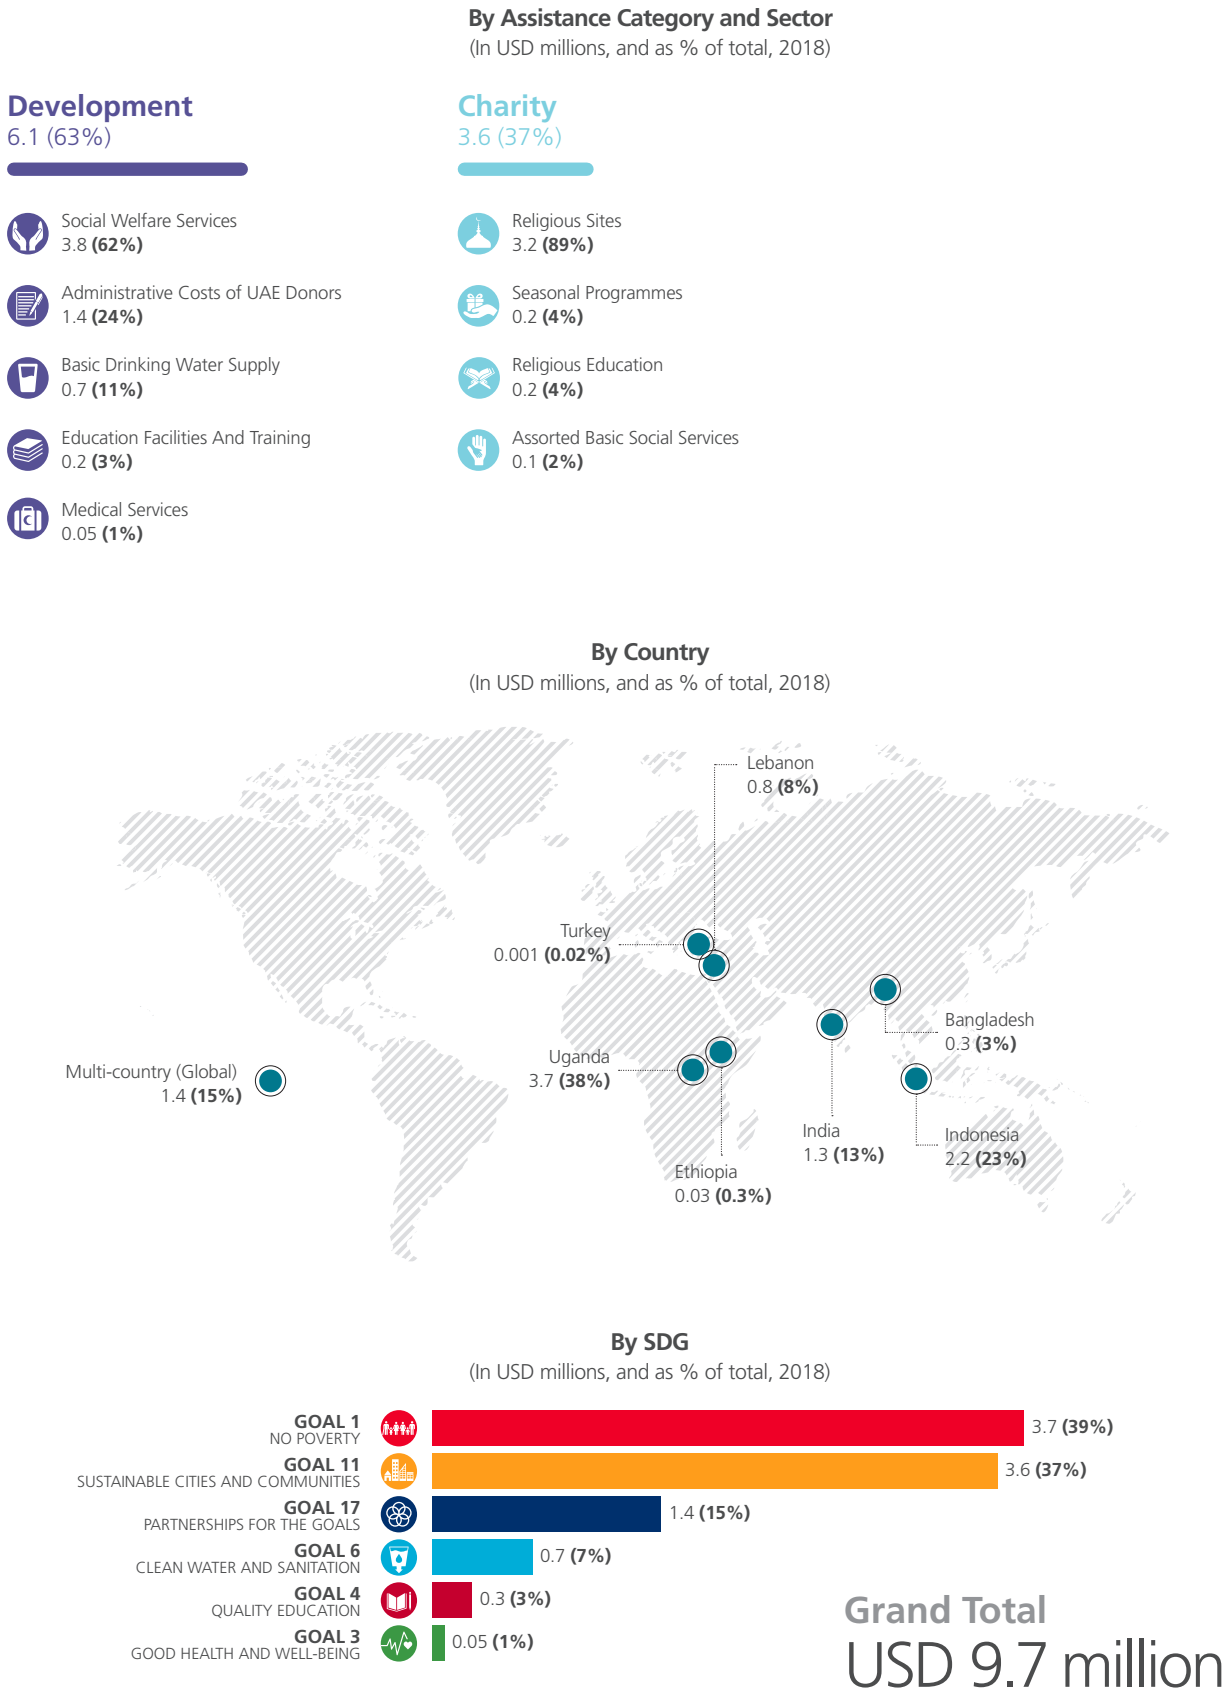 By Assistance Category and Sector
(In USD millions, and as % of total, 2018)
Development
6.1 (63%)
Social Welfare Services
3.8 (62%)
Administrative Costs of UAE Donors
1.4 (24%)
Basic Drinking Water Supply
0.7 (11%)
Education Facilities And Training
0.2 (3%)
Medical Services
0.05 (1%)
Charity
3.6 (37%)
Religious Sites
3.2 (89%)
Seasonal Programmes
0.2 (4%)
Religious Education
0.2 (4%)
Assorted Basic Social Services
0.1 (2%)
By Country
(In USD millions, and as % of total, 2018)
Lebanon
0.8 (8%)
Turkey
0.001 (0.02%)
Bangladesh
0.3 (3%)
Uganda
3.7 (38%)
Multi-country (Global)
1.4 (15%)
India
1.3 (13%)
Indonesia
2.2 (23%)
Ethiopia
0.03 (0.3%)
By SDG
(In USD millions, and as % of total, 2018)
GOAL 1
NO POVERTY
3.7 (39%)
GOAL 11
SUSTAINABLE CITIES AND COMMUNITIES
3.6 (37%)
GOAL 17
PARTNERSHIPS FOR THE GOALS
1.4 (15%)
GOAL 6
CLEAN WATER AND SANITATION
0.7 (7%)
GOAL 4
QUALITY EDUCATION
0.3 (3%)
GOAL 3
GOOD HEALTH AND WELL-BEING
0.05 (1%)
Grand Total
USD 9.7 million